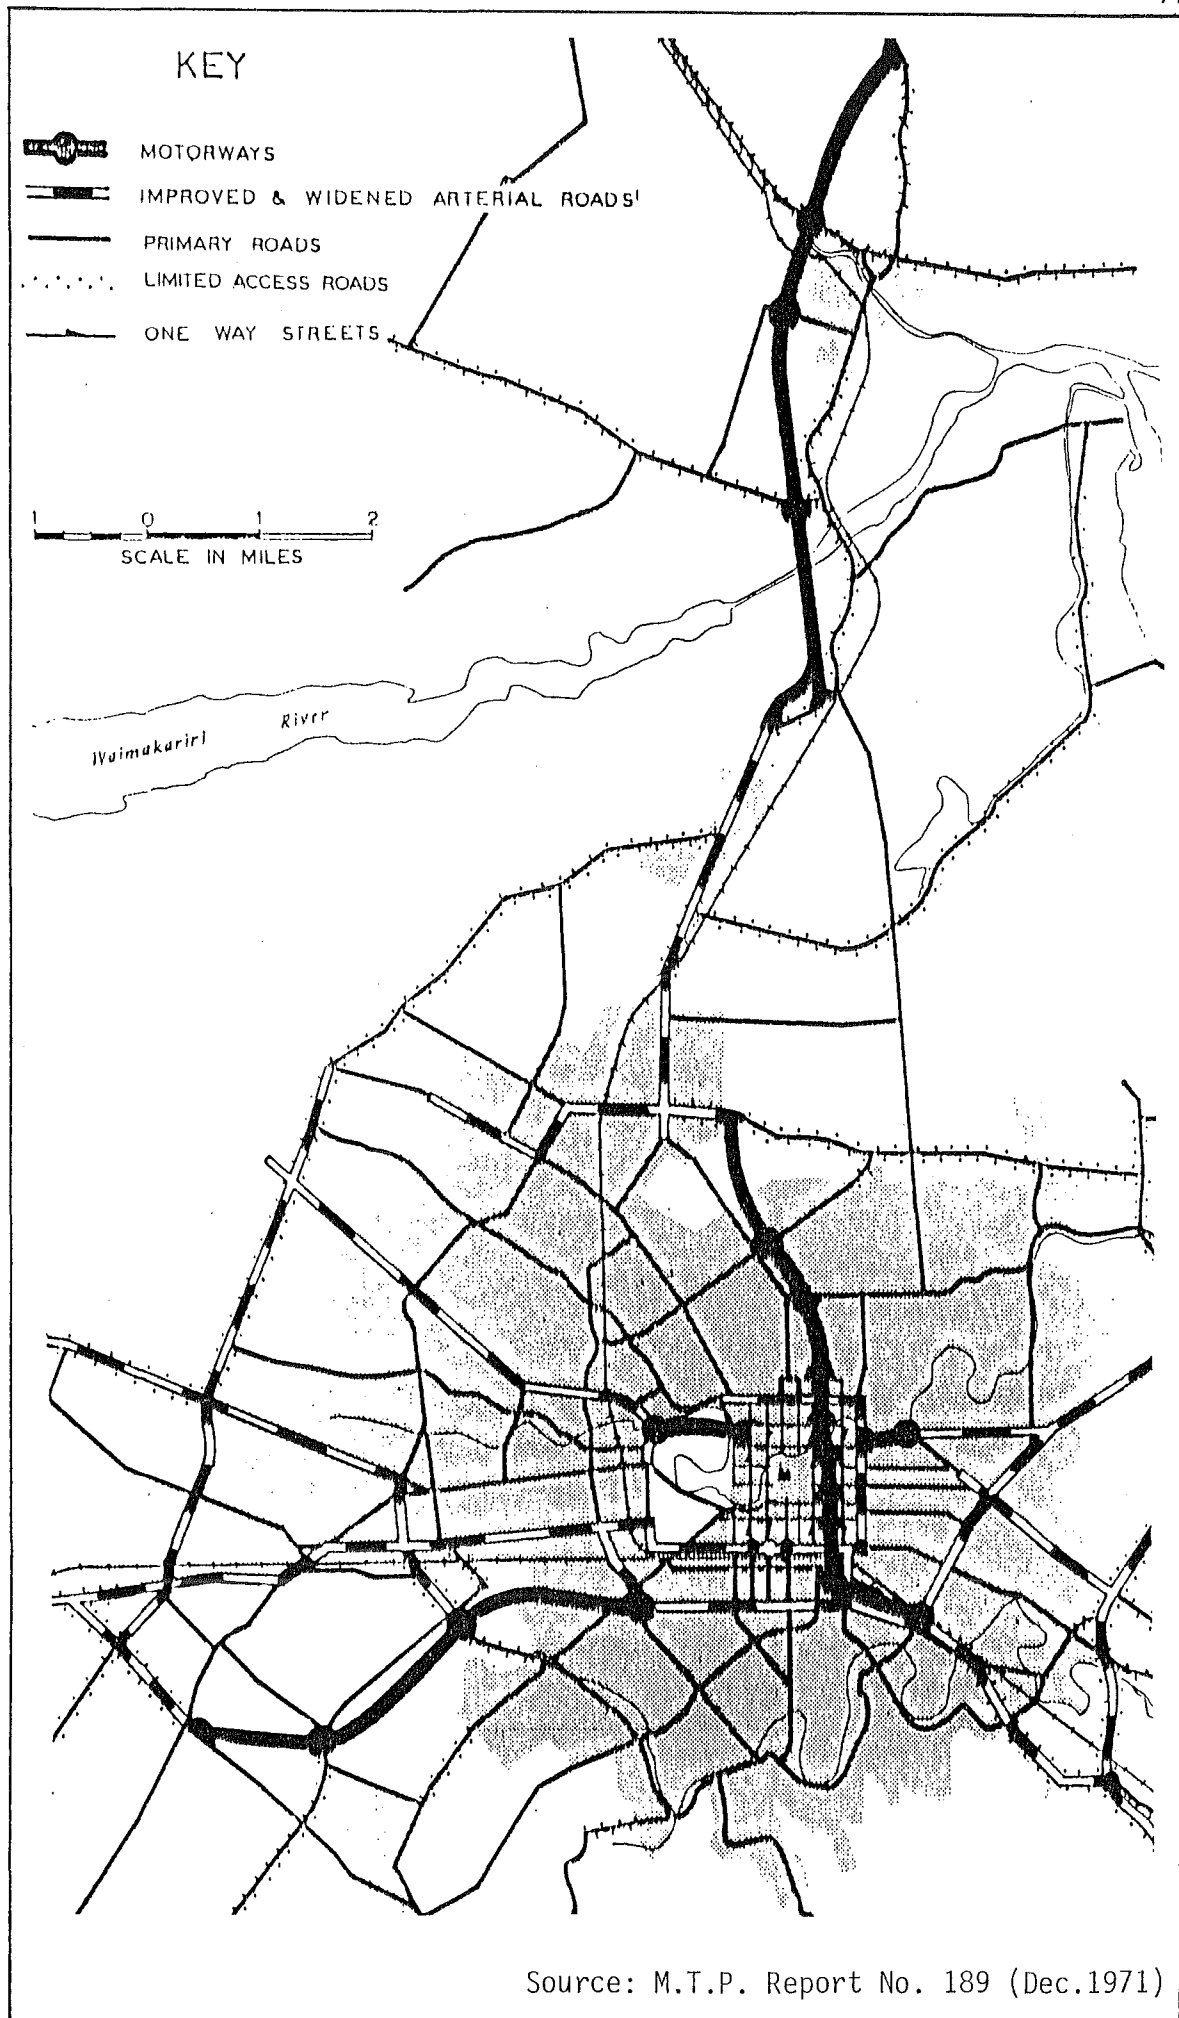 KEY
MOTORWAYS
IMPROVED & WIDENED ARTERIAL ROADS'
PRIMARY ROADS
LIMITED ACCESS ROADS
ONE WAY STREETS
1 0 1 2
SCALE IN MILES
Waimakariri River
Source: M.T.P. Report No. 189 (Dec.1971)